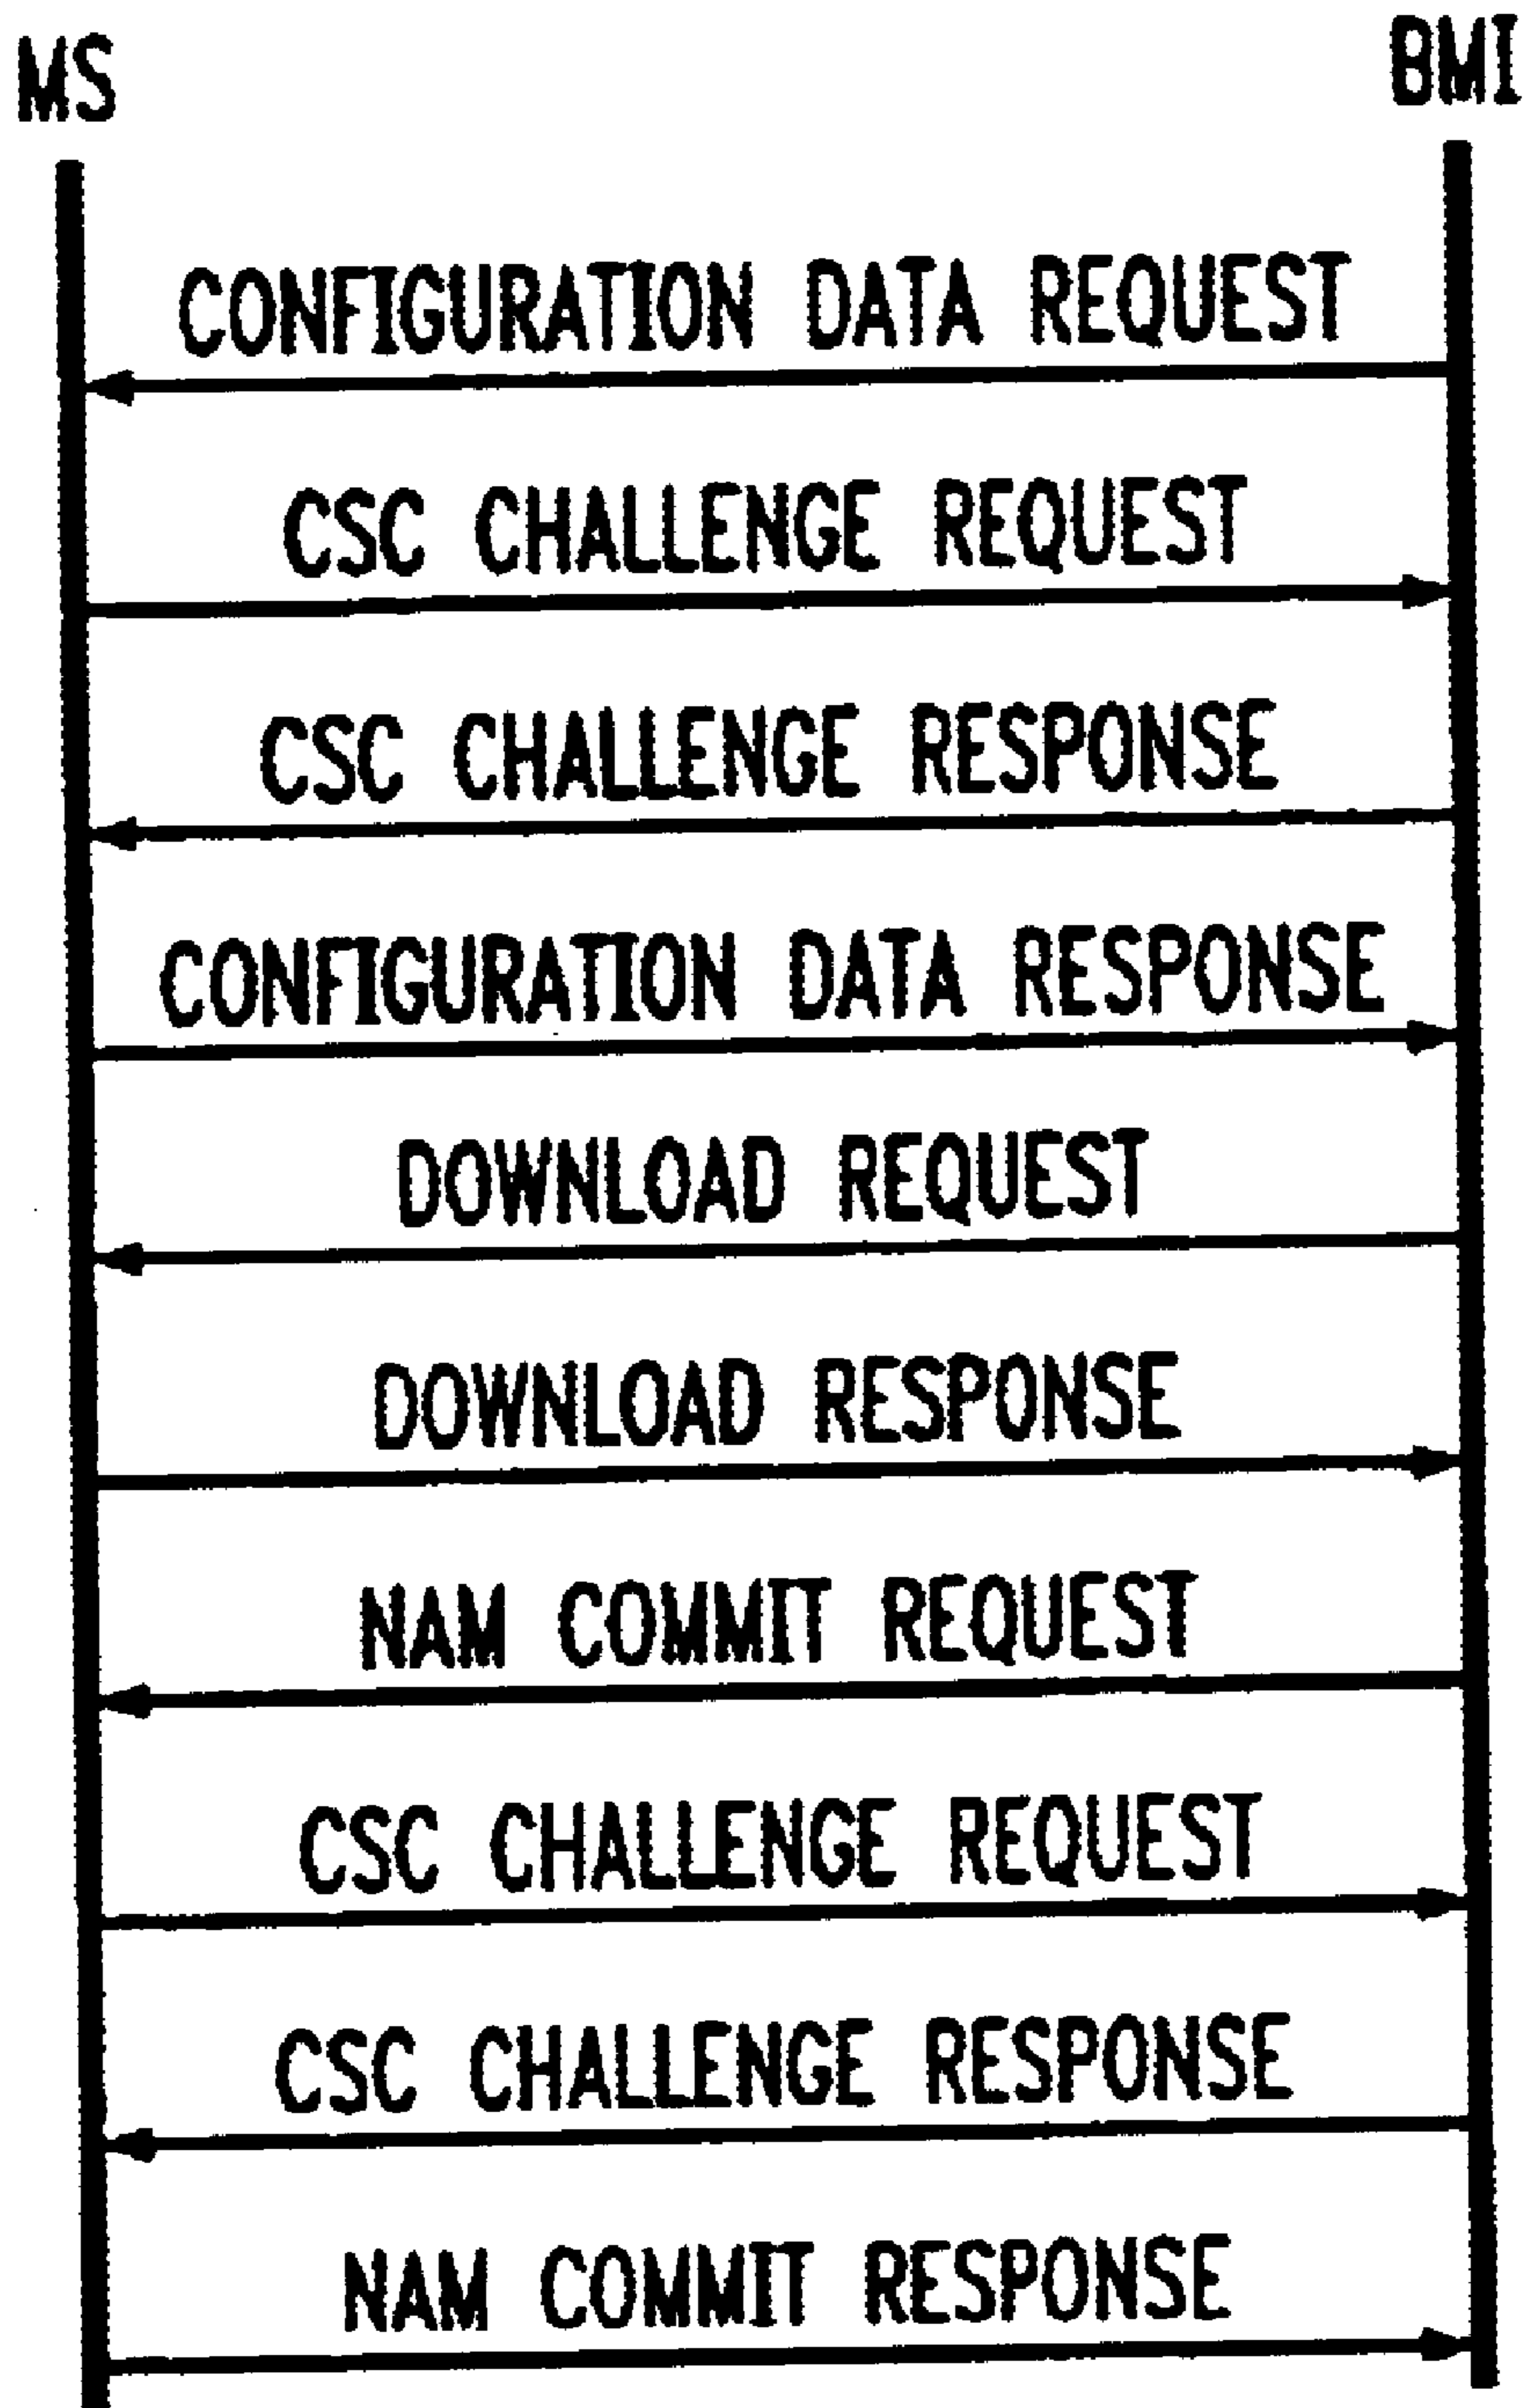 MS BMI
CONFIGURATION DATA REQUEST
CSC CHALLENGE REQUEST
CSC CHALLENGE RESPONSE
CONFIGURATION DATA RESPONSE
DOWNLOAD REQUEST
DOWNLOAD RESPONSE
NAM COMMIT REQUEST
CSC CHALLENGE REQUEST
CSC CHALLENGE RESPONSE
NAM COMMIT RESPONSE